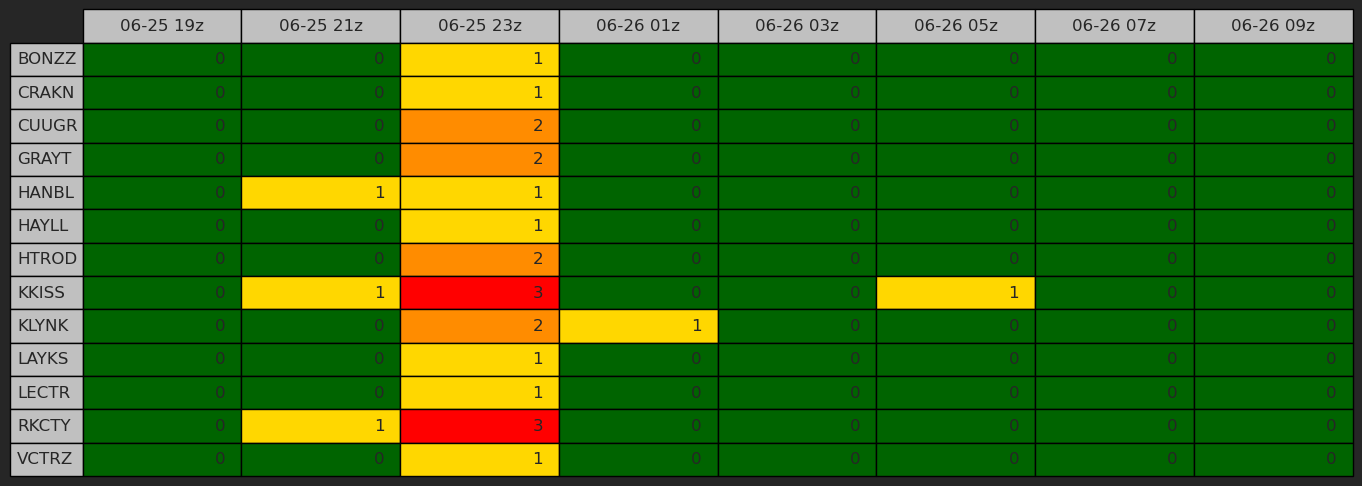 06-25 19z 06-25 21z 06-25 23z 06-26 01z 06-26 03z 06-26 05z 06-26 07z 06-26 09z
BONZZ 0 0 1 0 0 0 0 0
CRAKN 0 0 1 0 0 0 0 0
CUUGR 0 0 2 0 0 0 0 0
GRAYT 0 0 2 0 0 0 0 0
HANBL 0 1 1 0 0 0 0 0
HAYLL 0 0 1 0 0 0 0 0
HTROD 0 0 2 0 0 0 0 0
KKISS 0 1 3 0 0 1 0 0
KLYNK 0 0 2 1 0 0 0 0
LAYKS 0 0 1 0 0 0 0 0
LECTR 0 0 1 0 0 0 0 0
RKCTY 0 1 3 0 0 0 0 0
VCTRZ 0 0 1 0 0 0 0 0